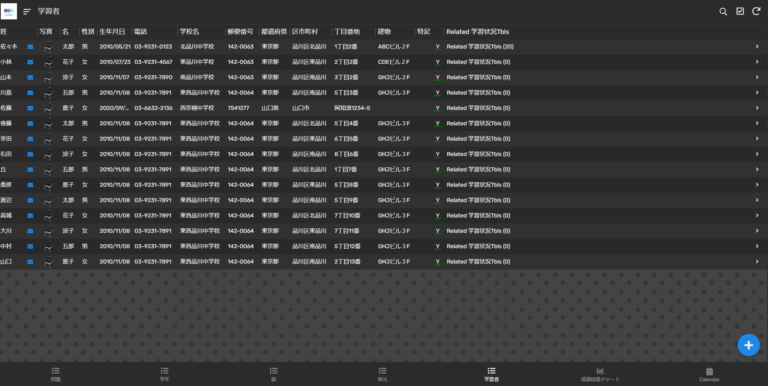 学習者
姓 写真 名 性別 生年月日 電話 学校名 郵便番号 都道府県 区市町村 丁目番地 建物 特記 Related 学習状況Tbls
佐々木 太郎 男 2010/05/21 03-9231-0123 北品川中学校 142-0063 東京都 品川区北品川 1丁目2番 ABCビル2F Y Related 学習状況Tbls (20)
小林 花子 女 2010/07/23 03-9231-4567 東品川中学校 142-0063 東京都 品川区東品川 2丁目2番 CDEビル2F Y Related 学習状況Tbls (0)
山本 涼子 女 2010/11/07 03-9231-7890 南品川中学校 142-0063 東京都 品川区南品川 3丁目2番 GHJビル3F Y Related 学習状況Tbls (0)
川島 五郎 男 2010/11/08 03-9231-7891 東西品川中学校 142-0064 東京都 品川区東品川 5丁目8番 GHJビル3F Y Related 学習状況Tbls (0)
佐藤 恵子 女 2020/09/... 03-6632-2136 西京極中学校 7541277 山口県 山口市 阿知須1234-5 Y Related 学習状況Tbls (0)
後藤 太郎 男 2010/11/08 03-9231-7891 東西品川中学校 142-0064 東京都 品川区北品川 5丁目4番 GHJビル3F Y Related 学習状況Tbls (0)
幸田 花子 女 2010/11/08 03-9231-7891 東西品川中学校 142-0064 東京都 品川区東品川 6丁目5番 GHJビル3F Y Related 学習状況Tbls (0)
石田 涼子 女 2010/11/08 03-9231-7891 東西品川中学校 142-0064 東京都 品川区南品川 8丁目6番 GHJビル3F Y Related 学習状況Tbls (0)
丘 五郎 男 2010/11/08 03-9231-7891 東西品川中学校 142-0064 東京都 品川区北品川 1丁目7番 GHJビル3F Y Related 学習状況Tbls (0)
桑原 恵子 女 2010/11/08 03-9231-7891 東西品川中学校 142-0064 東京都 品川区東品川 5丁目8番 GHJビル3F Y Related 学習状況Tbls (0)
渡辺 太郎 男 2010/11/08 03-9231-7891 東西品川中学校 142-0064 東京都 品川区南品川 5丁目9番 GHJビル3F Y Related 学習状況Tbls (0)
高城 花子 女 2010/11/08 03-9231-7891 東西品川中学校 142-0064 東京都 品川区北品川 7丁目10番 GHJビル3F Y Related 学習状況Tbls (0)
大川 涼子 女 2010/11/08 03-9231-7891 東西品川中学校 142-0064 東京都 品川区東品川 7丁目11番 GHJビル3F Y Related 学習状況Tbls (0)
中村 五郎 男 2010/11/08 03-9231-7891 東西品川中学校 142-0064 東京都 品川区南品川 5丁目12番 GHJビル3F Y Related 学習状況Tbls (0)
山口 恵子 女 2010/11/08 03-9231-7891 東西品川中学校 142-0064 東京都 品川区南品川 2丁目13番 GHJビル3F Y Related 学習状況Tbls (0)
問題 学年 単元 学習者 Calendar